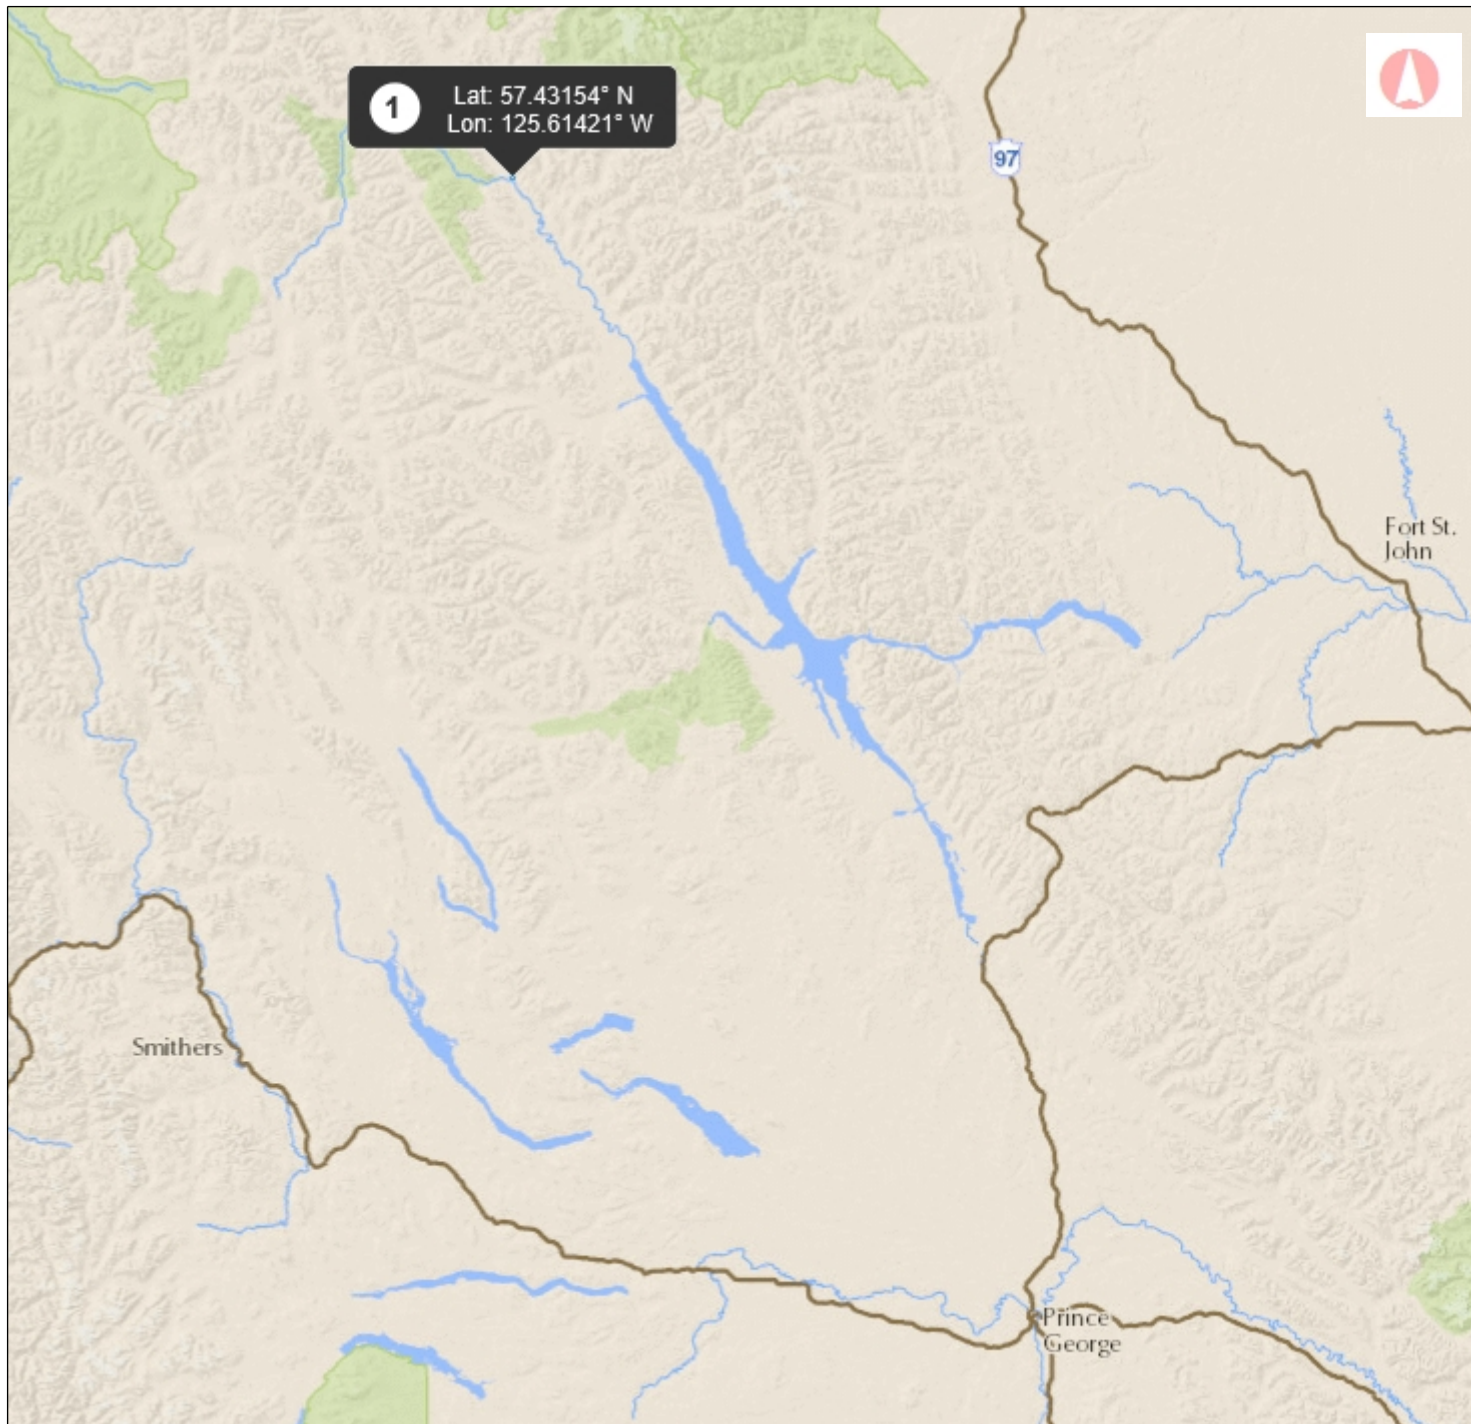 1
Lat: 57.43154° N
Lon: 125.61421° W
97
Fort St.
John
Smithers
Prince
George